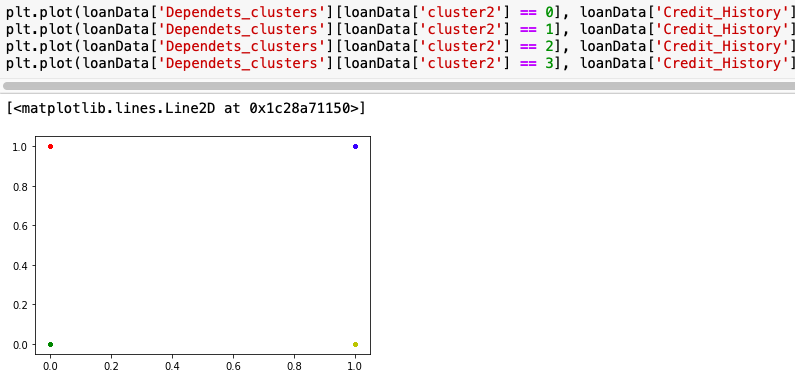 plt.plot(loanData['Dependets_clusters'][loanData['cluster2'] == 0], loanData['Credit_History']
plt.plot(loanData['Dependets_clusters'][loanData['cluster2'] == 1], loanData['Credit_History']
plt.plot(loanData['Dependets_clusters'][loanData['cluster2'] == 2], loanData['Credit_History']
plt.plot(loanData['Dependets_clusters'][loanData['cluster2'] == 3], loanData['Credit_History']
[<matplotlib.lines.Line2D at 0x1c28a71150>]
1.0
0.8
0.6
0.4
0.2
0.0
0.0 0.2 0.4 0.6 0.8 1.0